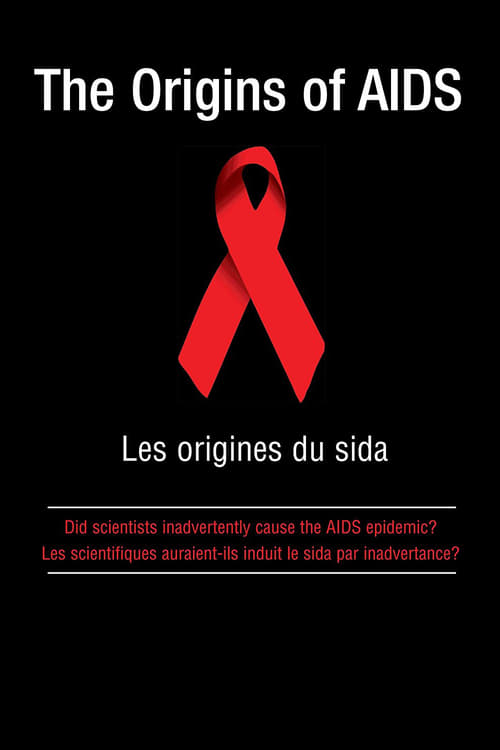 The Origins of AIDS
Les origines du sida
Did scientists inadvertently cause the AIDS epidemic?
Les scientifiques auraient-ils induit le sida par inadvertance?